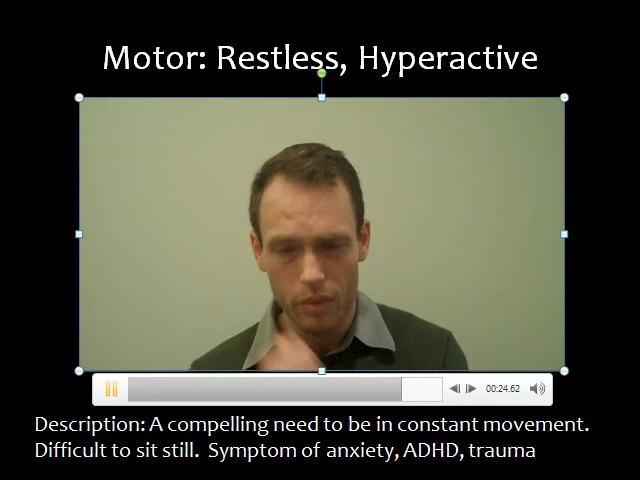 Motor: Restless, Hyperactive
00:24.62
Description: A compelling need to be in constant movement.
Difficult to sit still.  Symptom of anxiety, ADHD, trauma